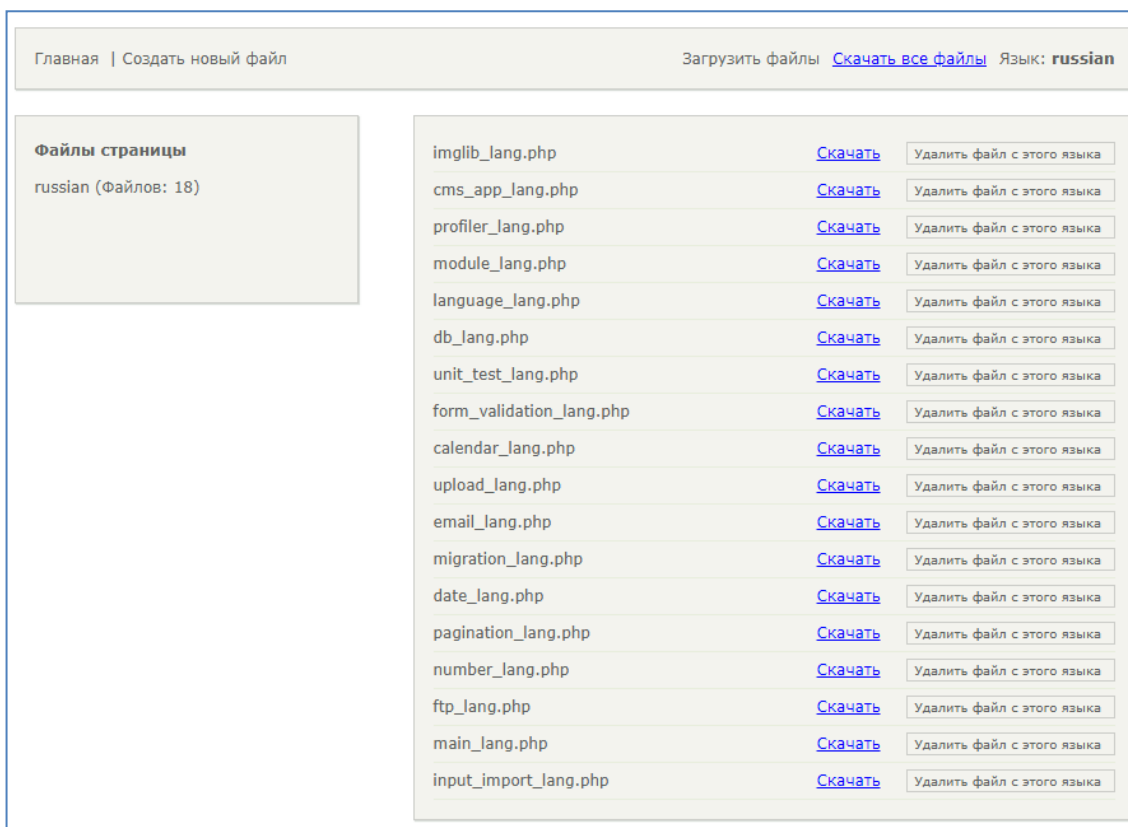 Главная | Создать новый файл Загрузить файлы Скачать все файлы Язык: russian
Файлы страницы
russian (Файлов: 18)
imglib_lang.php Скачать Удалить файл с этого языка
cms_app_lang.php Скачать Удалить файл с этого языка
profiler_lang.php Скачать Удалить файл с этого языка
module_lang.php Скачать Удалить файл с этого языка
language_lang.php Скачать Удалить файл с этого языка
db_lang.php Скачать Удалить файл с этого языка
unit_test_lang.php Скачать Удалить файл с этого языка
form_validation_lang.php Скачать Удалить файл с этого языка
calendar_lang.php Скачать Удалить файл с этого языка
upload_lang.php Скачать Удалить файл с этого языка
email_lang.php Скачать Удалить файл с этого языка
migration_lang.php Скачать Удалить файл с этого языка
date_lang.php Скачать Удалить файл с этого языка
pagination_lang.php Скачать Удалить файл с этого языка
number_lang.php Скачать Удалить файл с этого языка
ftp_lang.php Скачать Удалить файл с этого языка
main_lang.php Скачать Удалить файл с этого языка
input_import_lang.php Скачать Удалить файл с этого языка